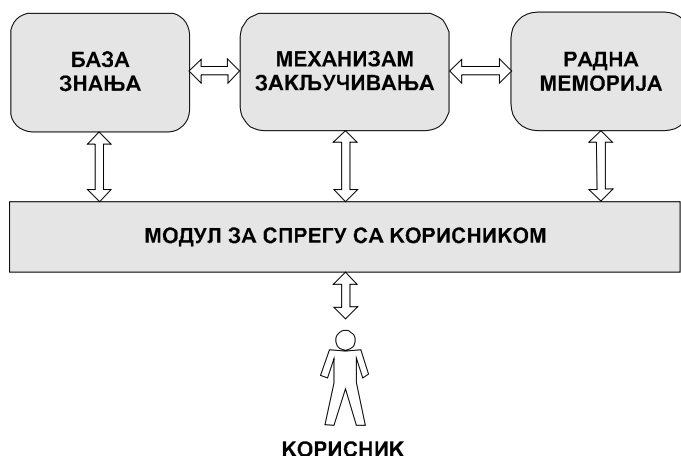 БАЗА
ЗНАЊА
МЕХАНИЗАМ
ЗАКЉУЧИВАЊА
РАДНА
МЕМОРИЈА
МОДУЛ ЗА СПРЕГУ СА КОРИСНИКОМ
КОРИСНИК